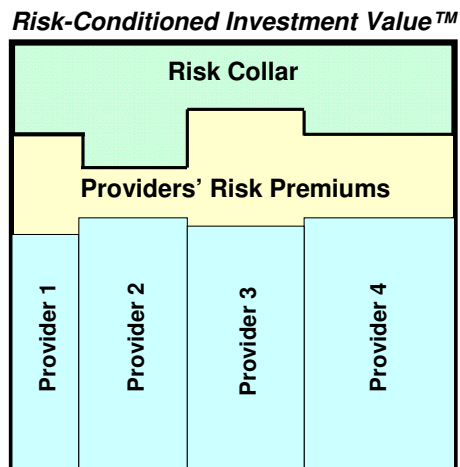 Risk-Conditioned Investment Value™
Risk Collar
Providers’ Risk Premiums
Provider 1
Provider 2
Provider 3
Provider 4